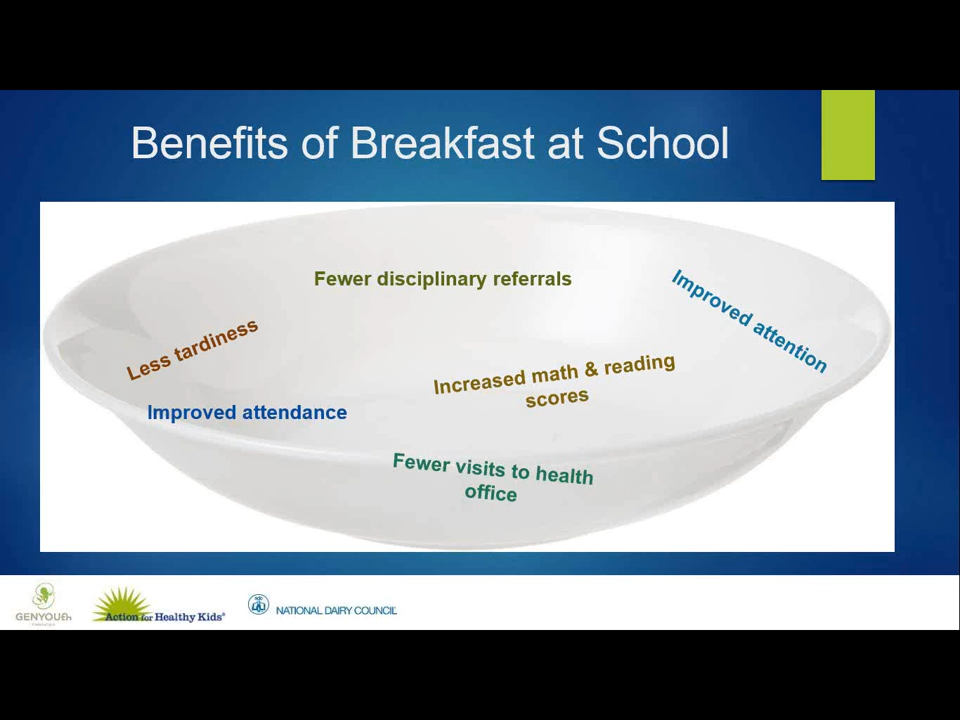 Benefits of Breakfast at School
Fewer disciplinary referrals
Improved attention
Less tardiness
Increased math & reading
scores
Improved attendance
Fewer visits to health
office
GENYOUth
Action for Healthy Kids®
NATIONAL DAIRY COUNCIL